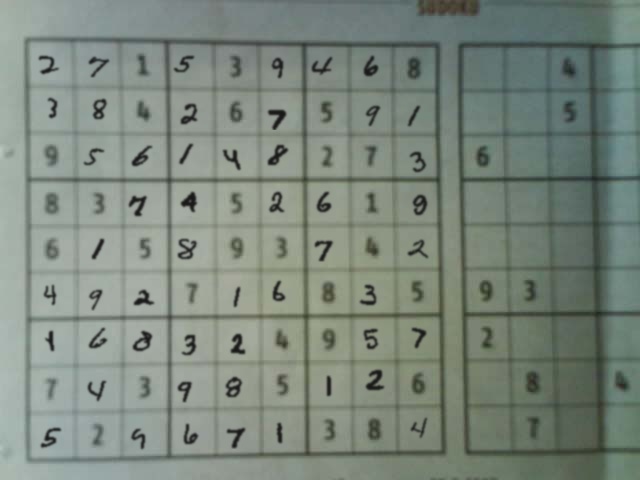 SUDOKU
2 7 1 5 3 9 4 6 8 4
3 8 4 2 6 7 5 9 1 5
9 5 6 1 4 8 2 7 3 6
8 3 7 4 5 2 6 1 9
6 1 5 8 9 3 7 4 2
4 9 2 7 1 6 8 3 5 9 3
1 6 8 3 2 4 9 5 7 2
7 4 3 9 8 5 1 2 6 8 4
5 2 9 6 7 1 3 8 4 7